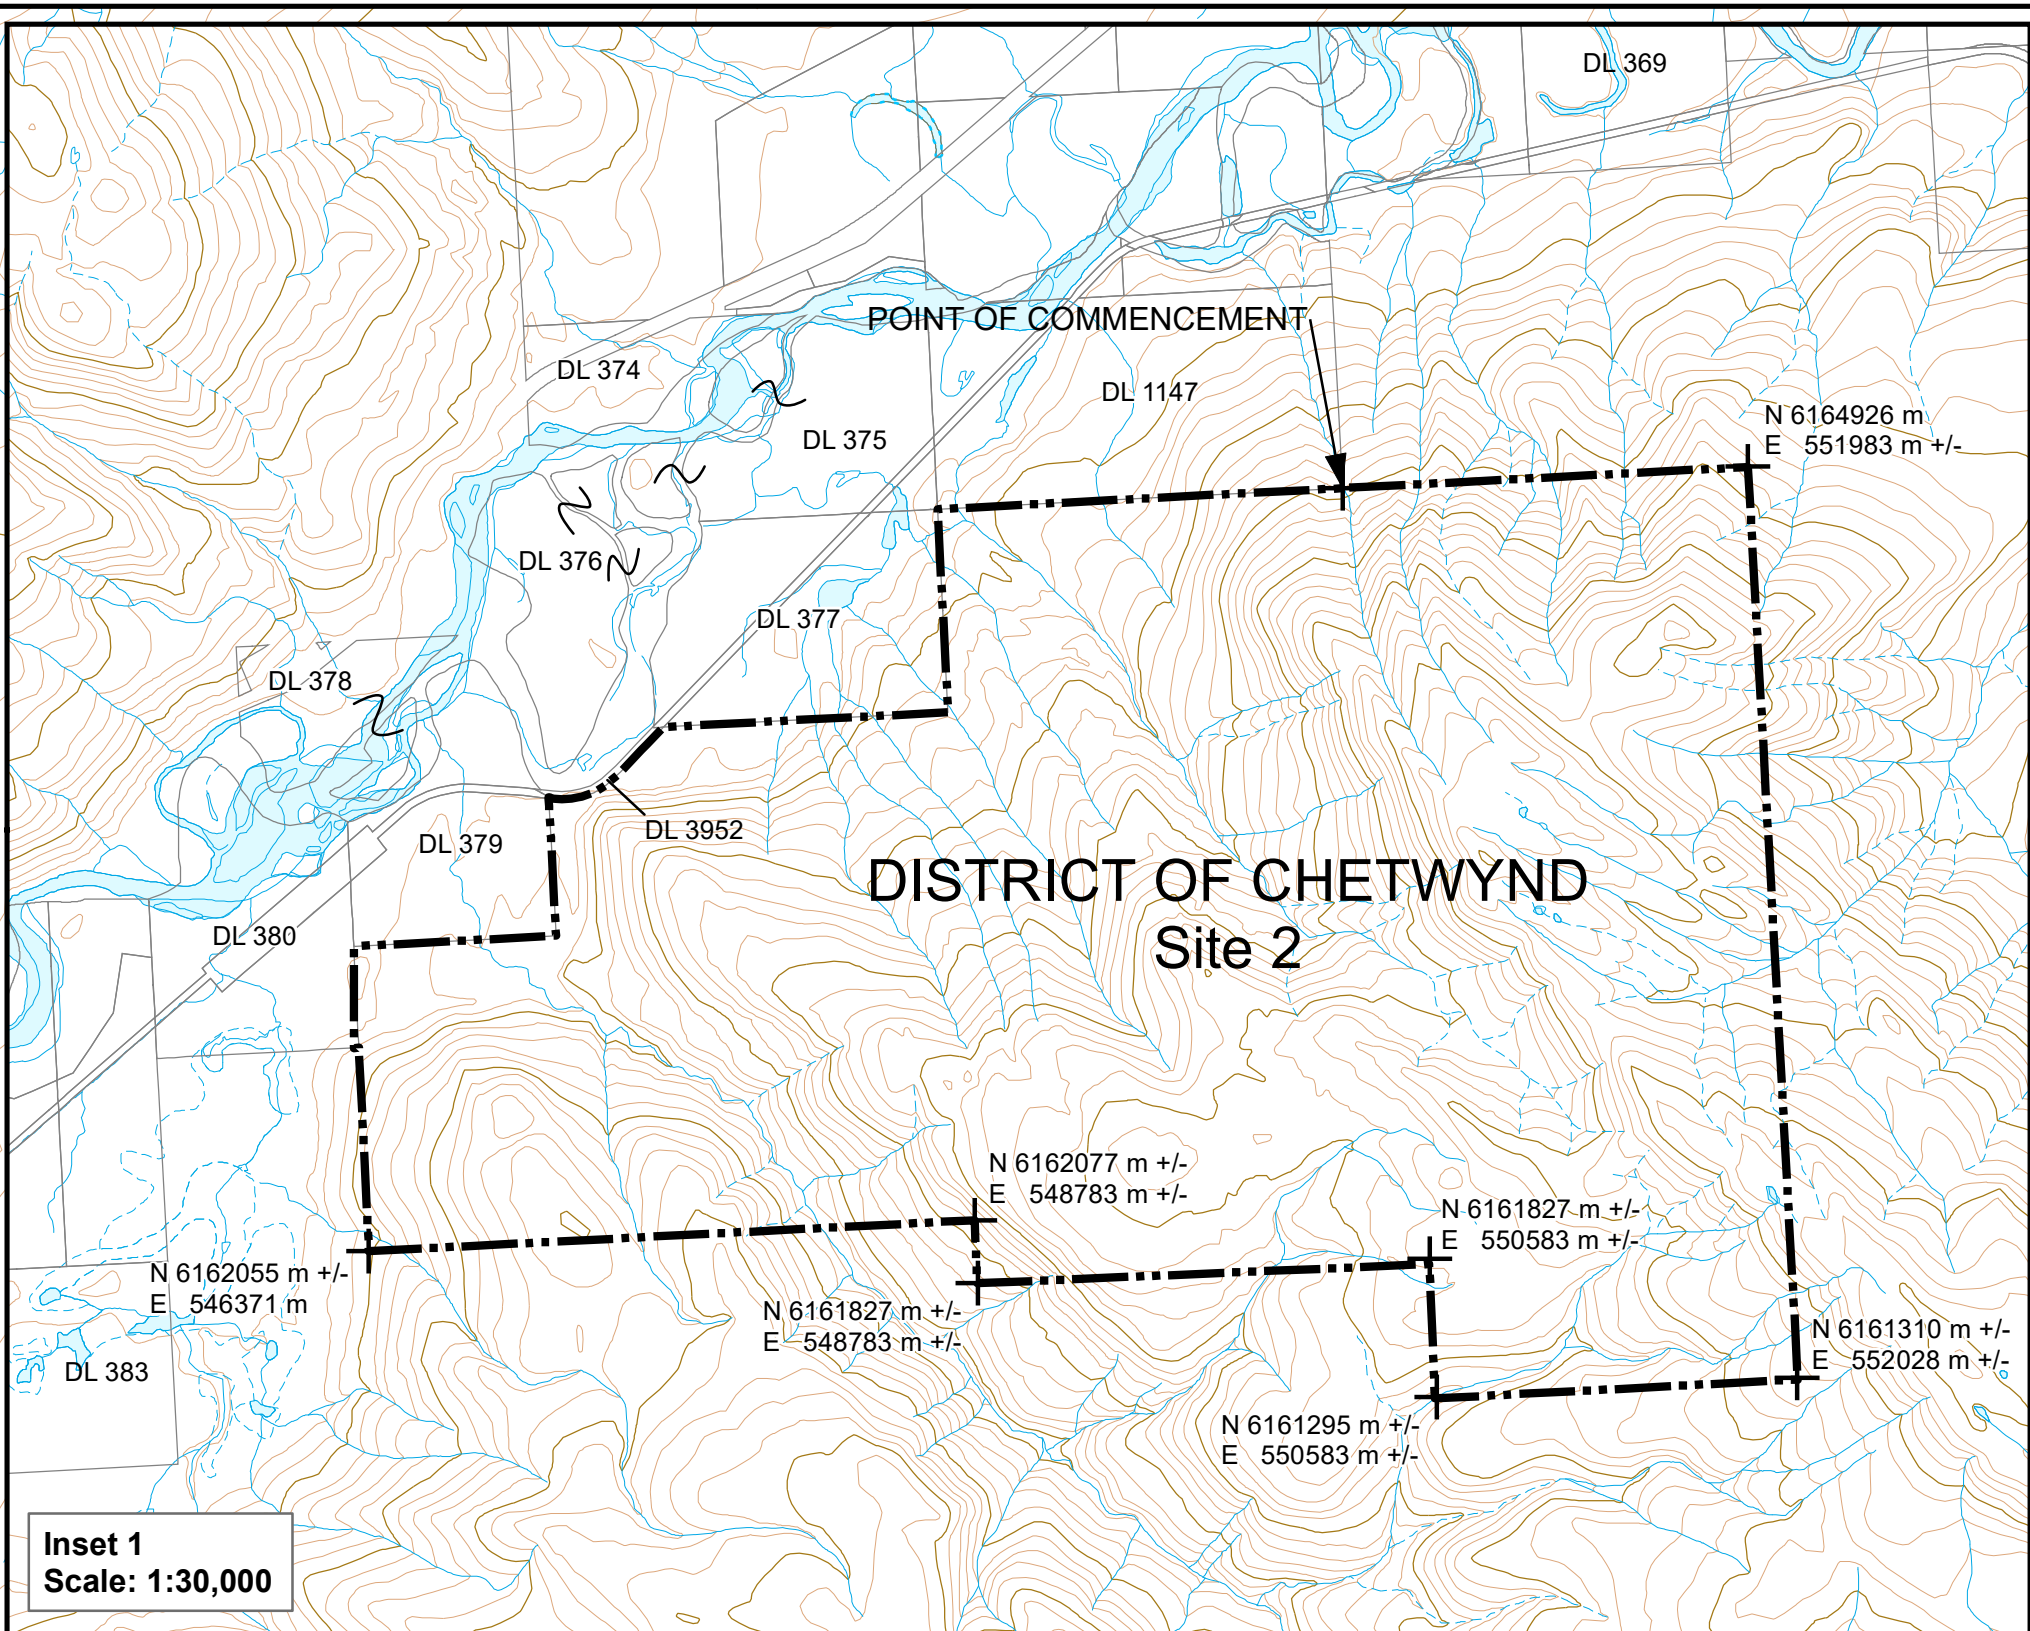 DL 369
POINT OF COMMENCEMENT
DL 374
DL 1147
N 6164926 m
E 551983 m +/-
DL 375
DL 376
DL 377
DL 378
DL 3952
DL 379
DISTRICT OF CHETWYND
Site 2
DL 380
N 6162077 m +/-
E 548783 m +/-
N 6161827 m +/-
E 550583 m +/-
N 6162055 m +/-
E 546371 m
N 6161827 m +/-
E 548783 m +/-
N 6161310 m +/-
E 552028 m +/-
DL 383
N 6161295 m +/-
E 550583 m +/-
Inset 1
Scale: 1:30,000